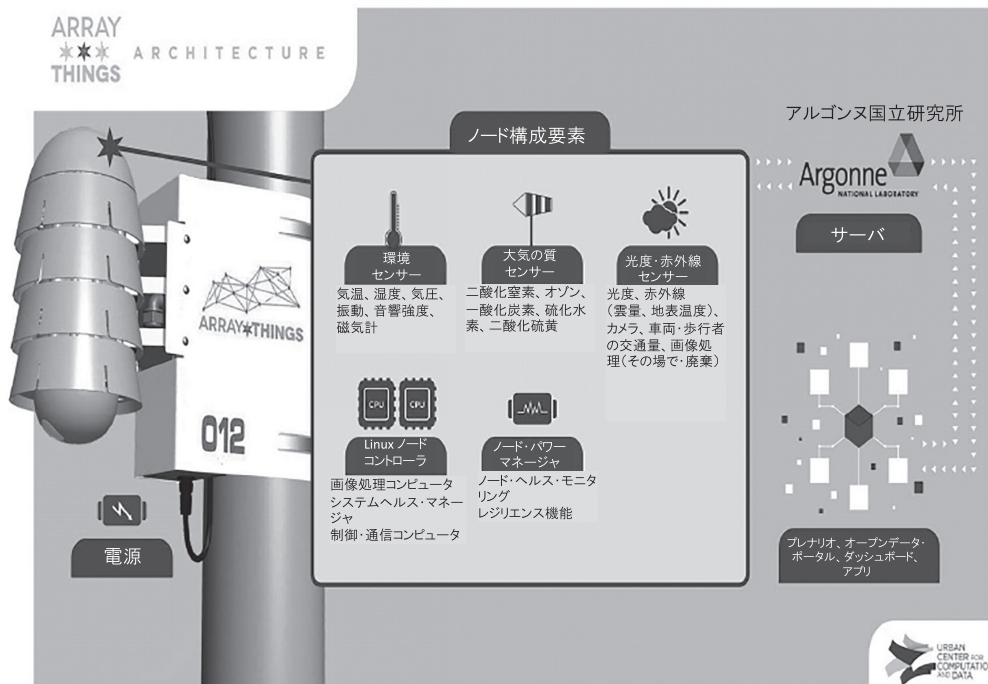 ARRAY
THINGS
ARCHITECTURE
ノード構成要素
環境
センサー
気温、湿度、気圧、
振動、音響強度、
磁気計
大気の質
センサー
二酸化窒素、オゾン、
一酸化炭素、硫化水
素、二酸化硫黄
光度・赤外線
センサー
光度、赤外線
（雲量、地表温度）、
カメラ、車両・歩行者
の交通量、画像処
理（その場で・廃棄）
CPU
CPU
Linux ノード
コントローラ
画像処理コンピュータ
システムヘルス・マネー
ジャ
制御・通信コンピュータ
ノード・パワー
マネージャ
ノード・ヘルス・モニタ
リング
レジリエンス機能
ARRAY THINGS
012
電源
アルゴンヌ国立研究所
Argonne
NATIONAL LABORATORY
サーバ
プレナリオ、オープンデータ・
ポータル、ダッシュボード、
アプリ
URBAN
CENTER FOR
COMPUTATIO
AND DATA